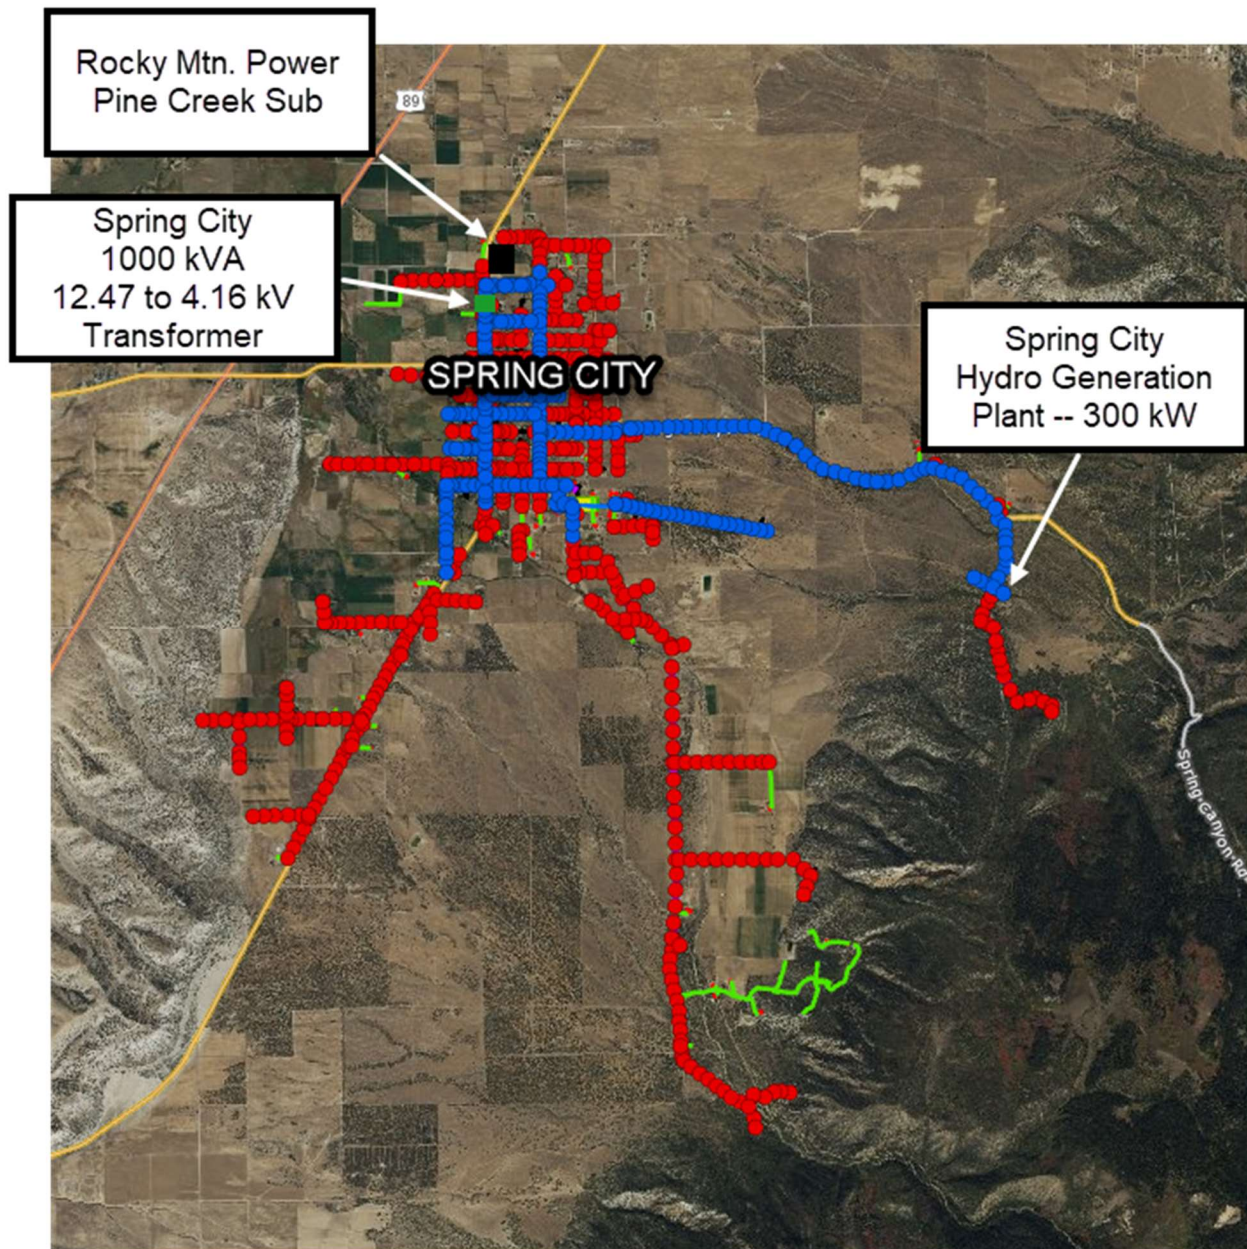 Rocky Mtn. Power
Pine Creek Sub
89
Spring City
1000 kVA
12.47 to 4.16 kV
Transformer
SPRING CITY
Spring City
Hydro Generation
Plant -- 300 kW
Spring Canyon Rd